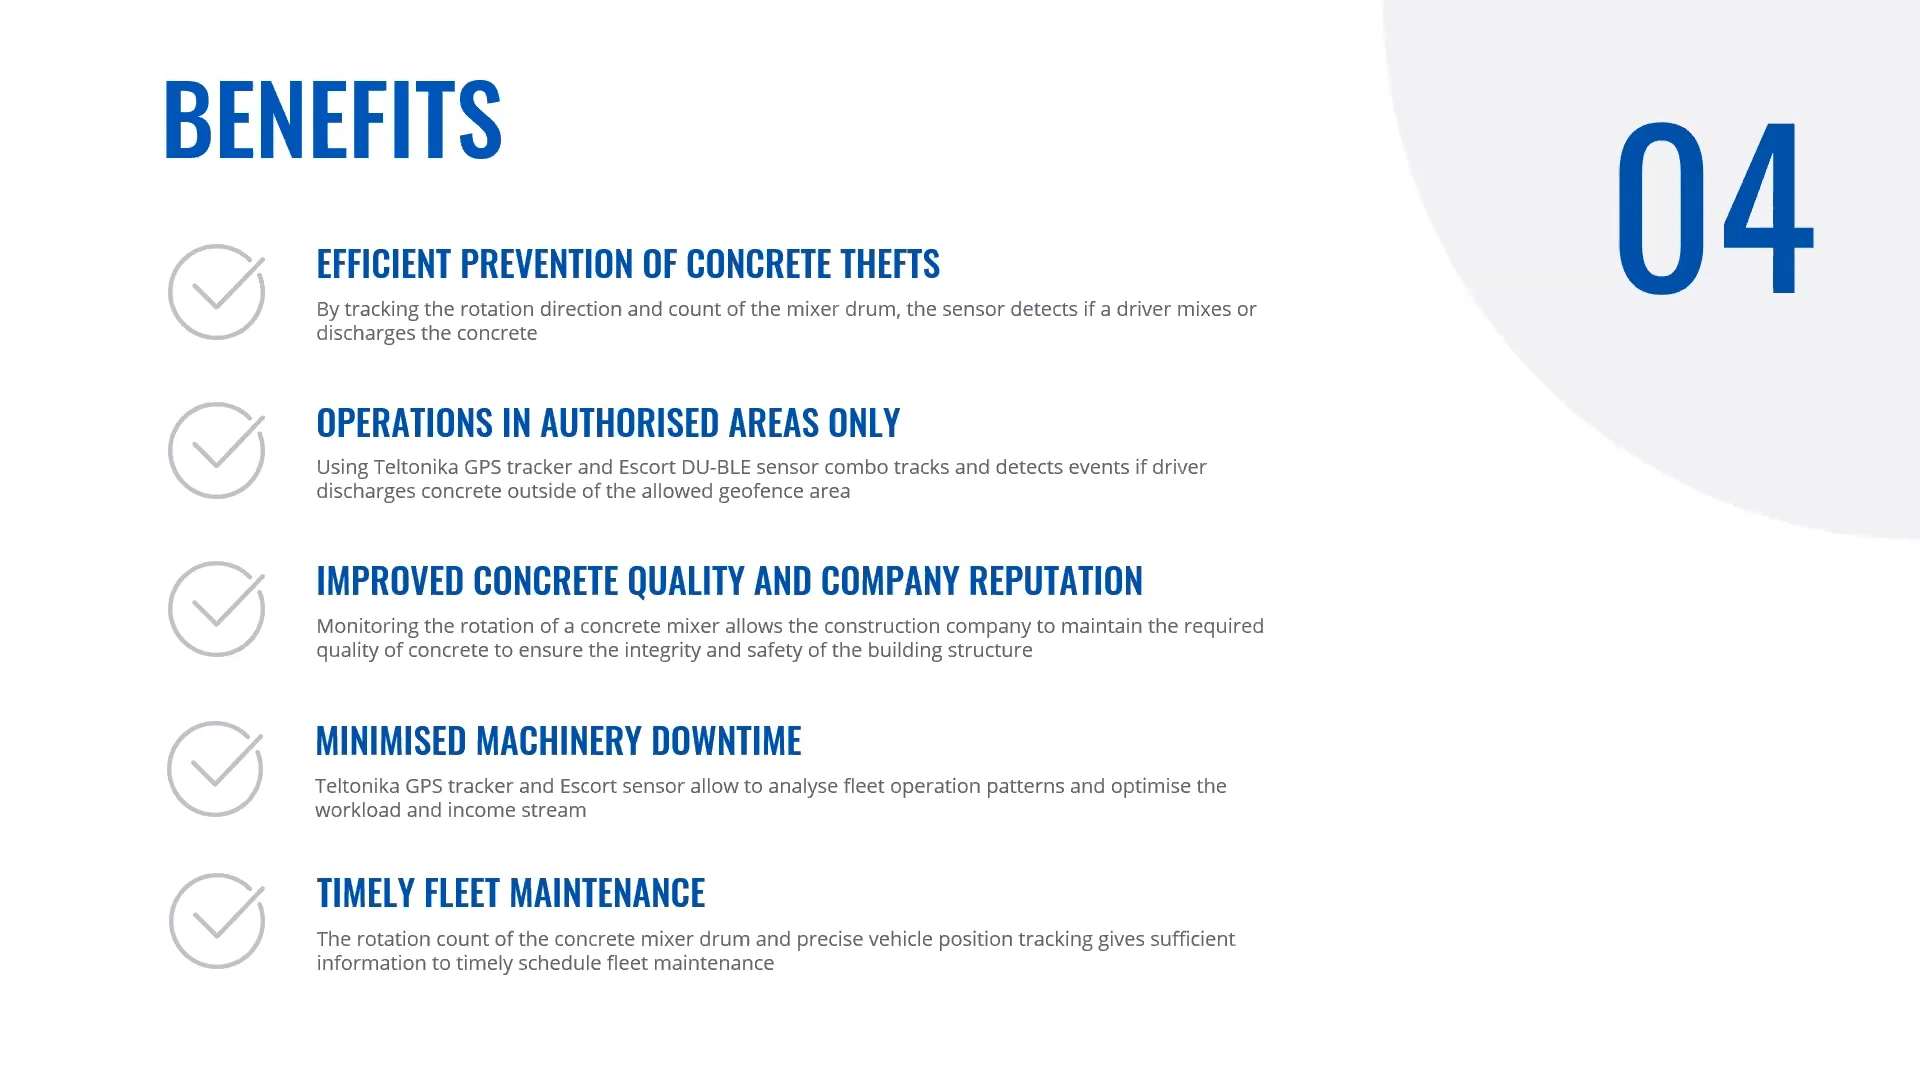 BENEFITS
04
EFFICIENT PREVENTION OF CONCRETE THEFTS
By tracking the rotation direction and count of the mixer drum, the sensor detects if a driver mixes or
discharges the concrete
OPERATIONS IN AUTHORISED AREAS ONLY
Using Teltonika GPS tracker and Escort DU-BLE sensor combo tracks and detects events if driver
discharges concrete outside of the allowed geofence area
IMPROVED CONCRETE QUALITY AND COMPANY REPUTATION
Monitoring the rotation of a concrete mixer allows the construction company to maintain the required
quality of concrete to ensure the integrity and safety of the building structure
MINIMISED MACHINERY DOWNTIME
Teltonika GPS tracker and Escort sensor allow to analyse fleet operation patterns and optimise the
workload and income stream
TIMELY FLEET MAINTENANCE
The rotation count of the concrete mixer drum and precise vehicle position tracking gives sufficient
information to timely schedule fleet maintenance